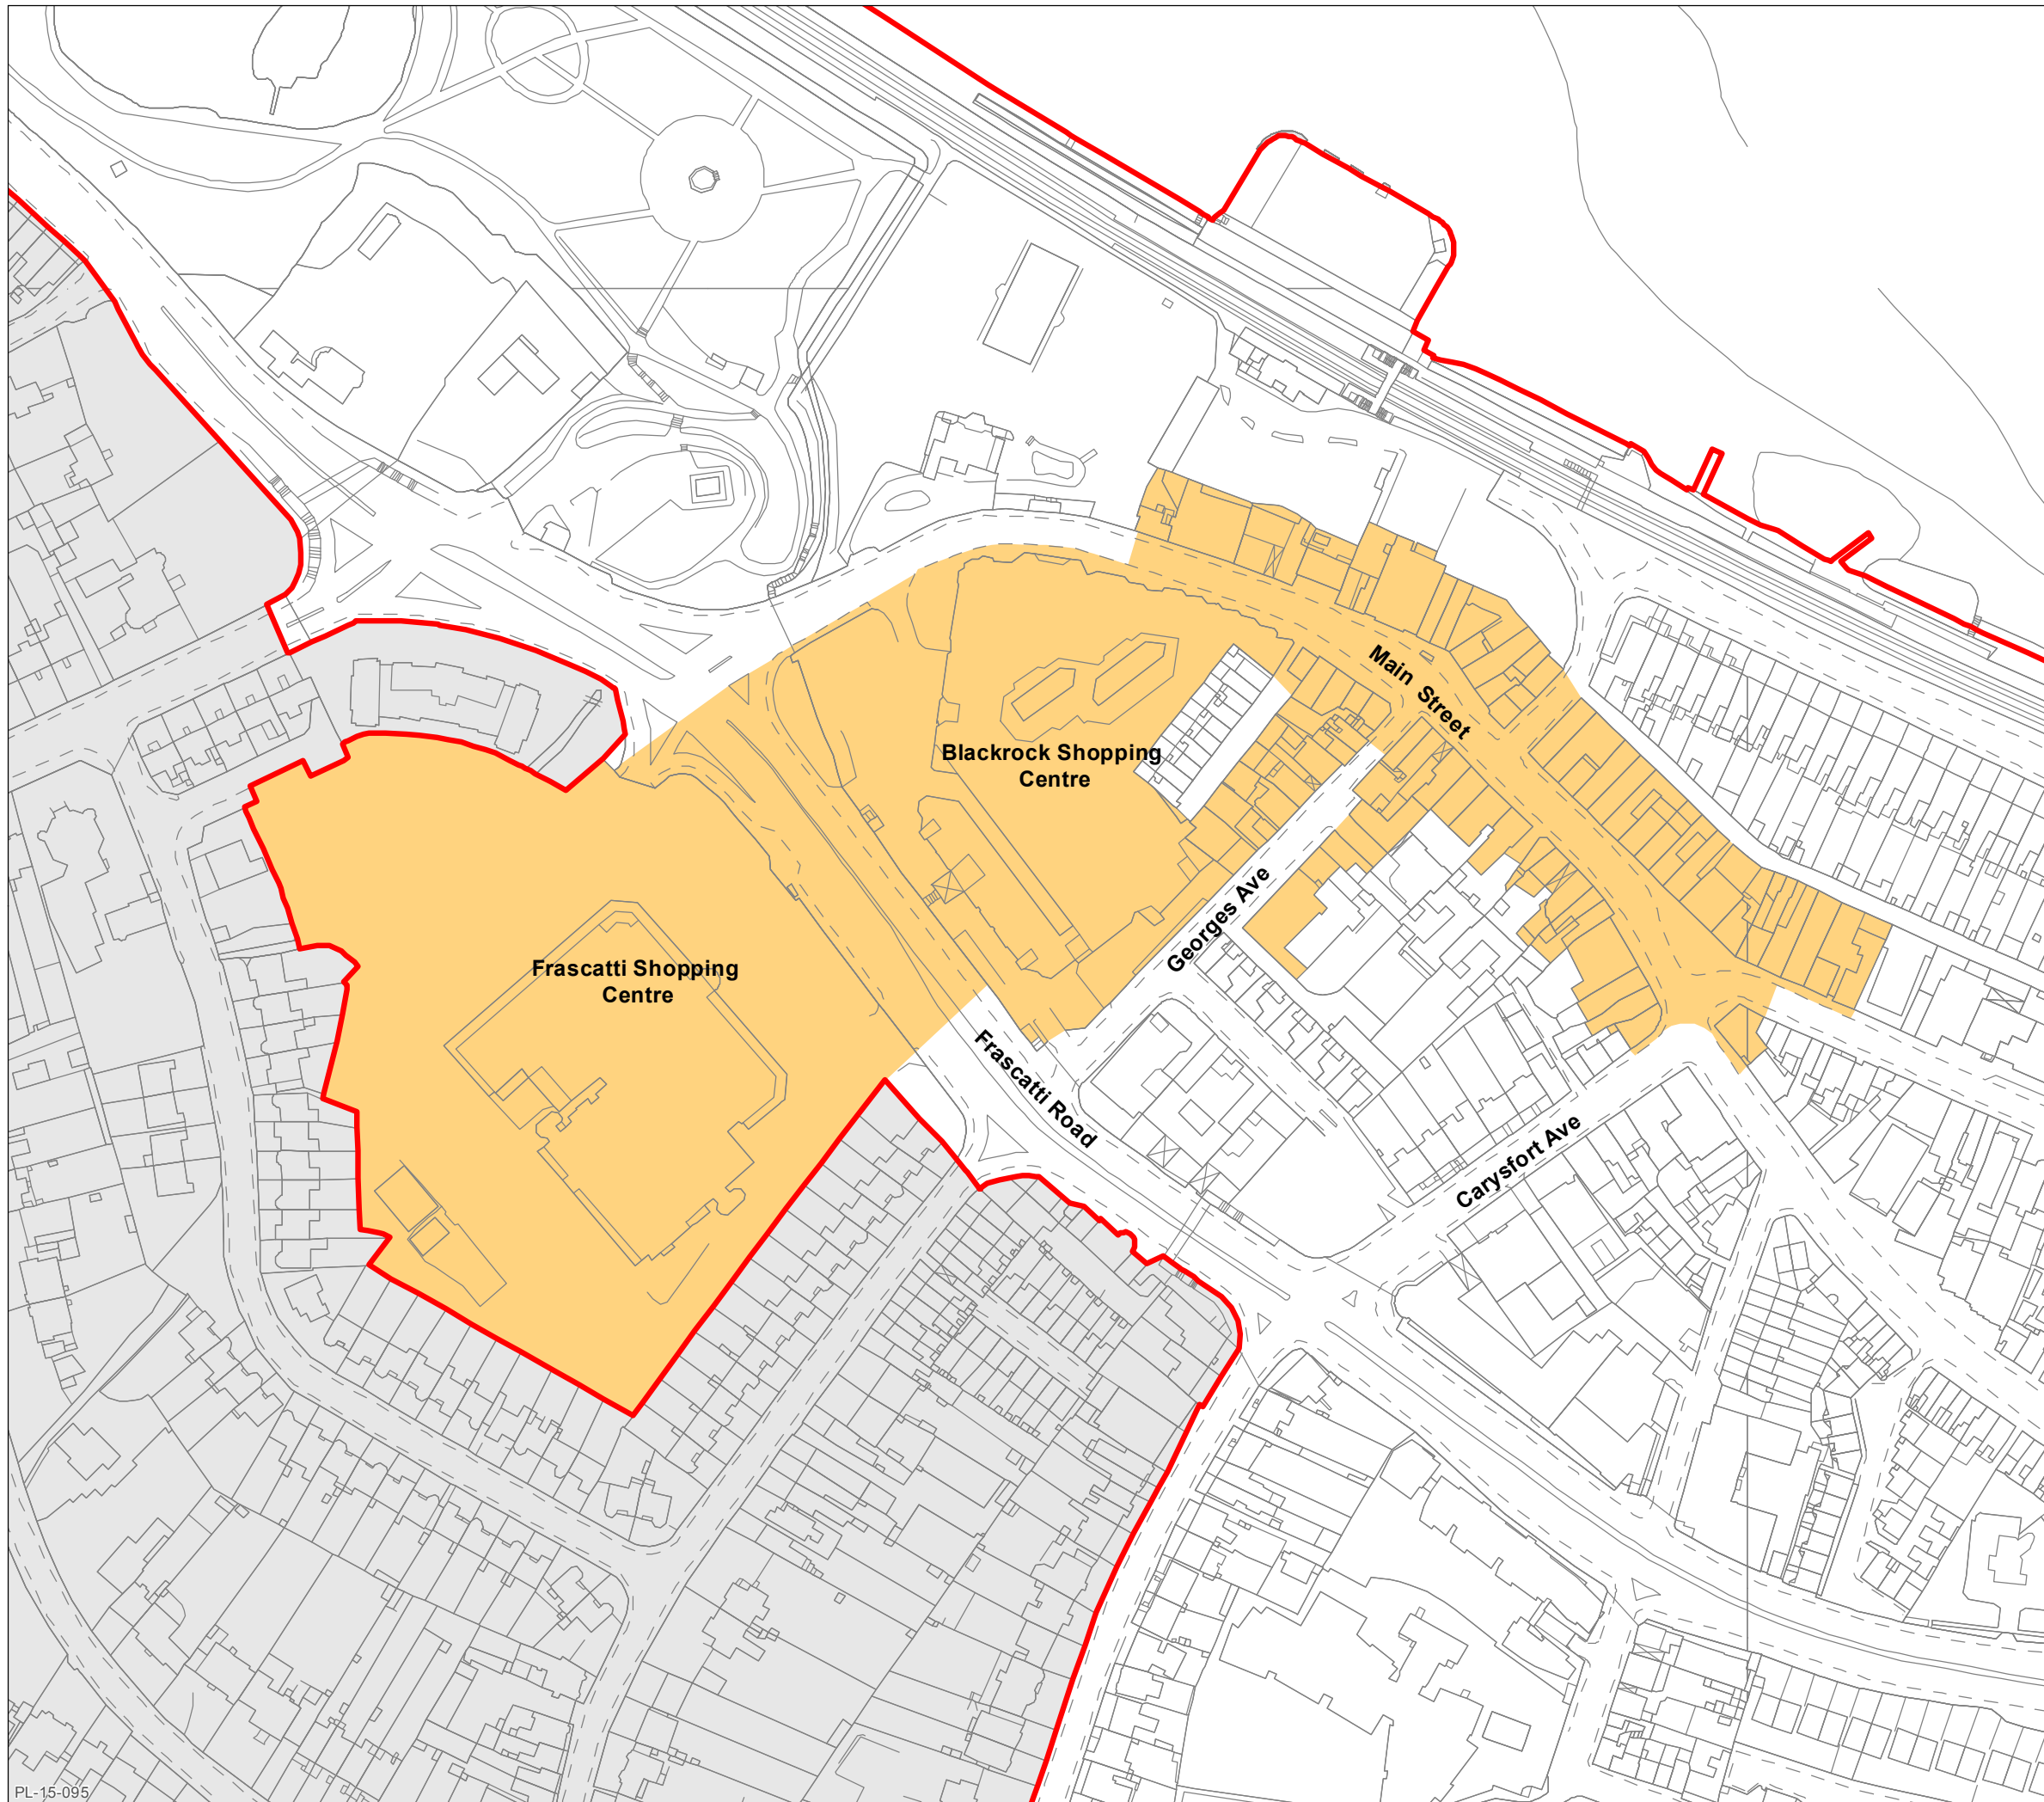 Main Street
Blackrock Shopping
Centre
Georges Ave
Frascatti Shopping
Centre
Frascatti Road
Carysfort Ave
PL-15-095